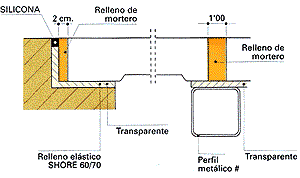 SILICONA
2 cm.
1'00
Relleno de
mortero
Relleno de
mortero
Transparente
Relleno elástico
SHORE 60/70
Perfil
metálico #
Transparente